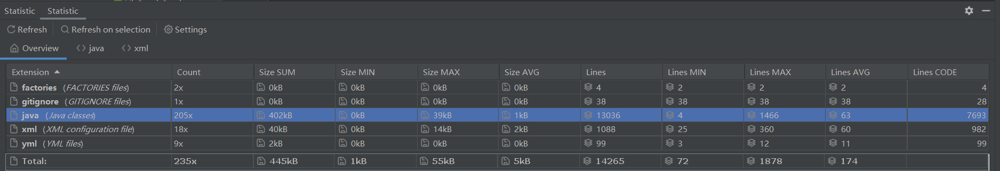 Statistic Statistic
Refresh Refresh on selection Settings
Overview java xml
Extension Count Size SUM Size MIN Size MAX Size AVG Lines Lines MIN Lines MAX Lines AVG Lines CODE
factories (FACTORIES files) 2x 0kB 0kB 0kB 0kB 4 2 2 2 4
gitignore (GITIGNORE files) 1x 0kB 0kB 0kB 0kB 38 38 38 38 28
java (Java classes) 205x 402kB 0kB 39kB 1kB 13036 4 1466 63 7693
xml (XML configuration file) 18x 40kB 0kB 14kB 2kB 1088 25 360 60 982
yml (YML files) 9x 2kB 0kB 0kB 0kB 99 3 12 11 99
Total: 235x 445kB 1kB 55kB 5kB 14265 72 1878 174